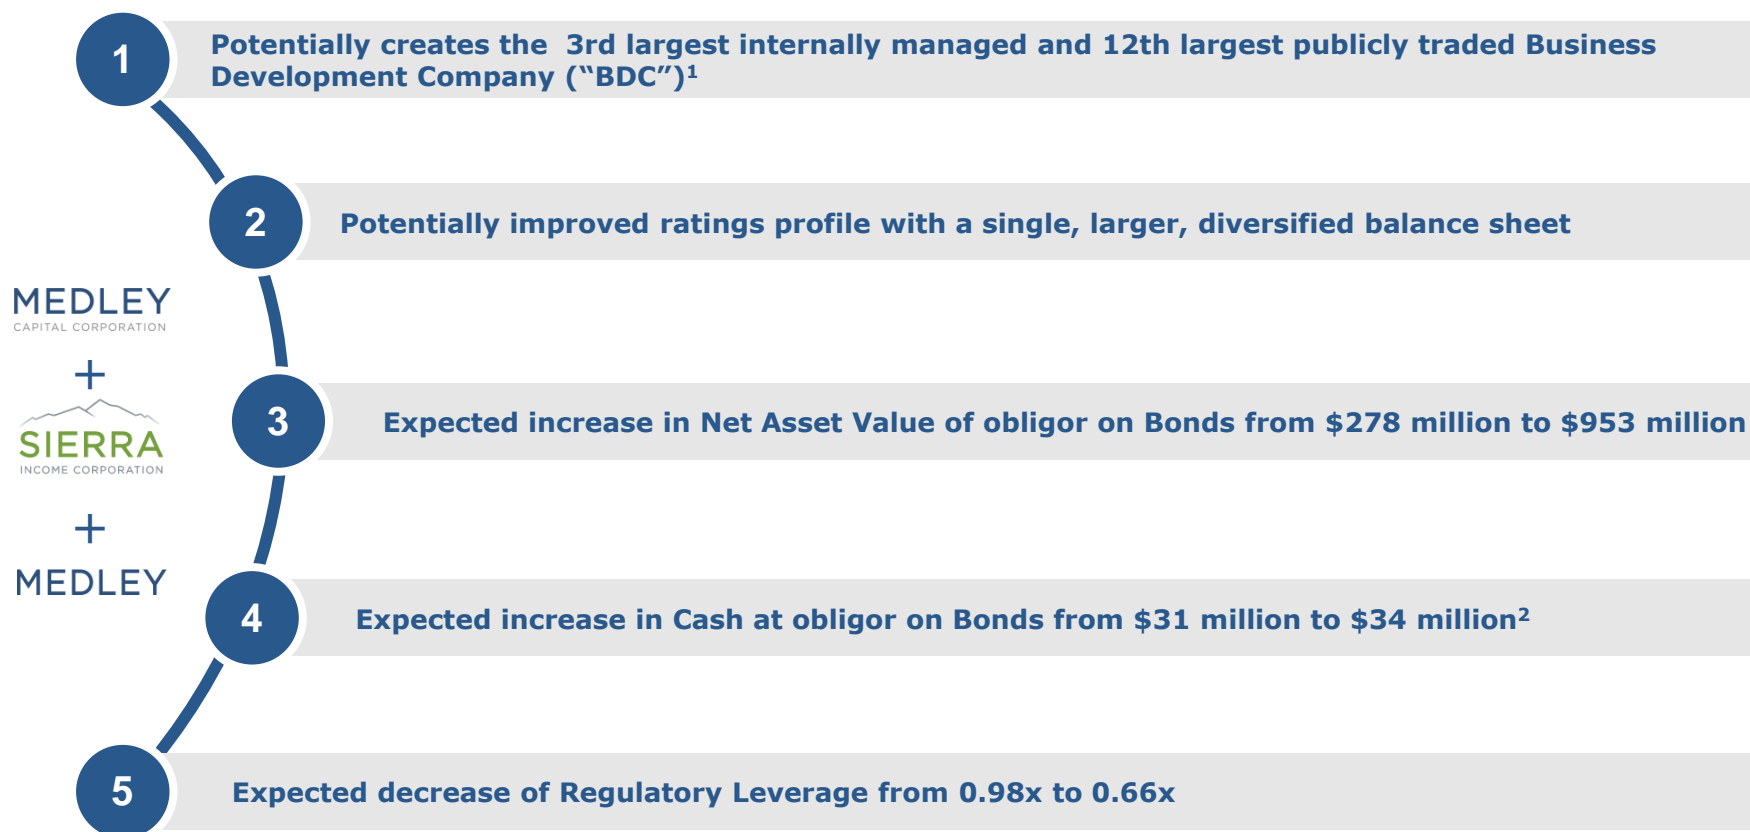 1
Potentially creates the  3rd largest internally managed and 12th largest publicly traded Business
Development Company (“BDC”)¹
2
Potentially improved ratings profile with a single, larger, diversified balance sheet
MEDLEY
CAPITAL CORPORATION
+
SIERRA
INCOME CORPORATION
+
MEDLEY
3
Expected increase in Net Asset Value of obligor on Bonds from $278 million to $953 million
4
Expected increase in Cash at obligor on Bonds from $31 million to $34 million²
5
Expected decrease of Regulatory Leverage from 0.98x to 0.66x